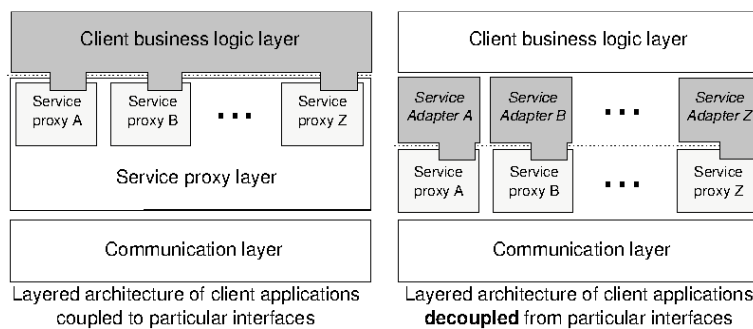 Client business logic layer
Service proxy A
Service proxy B
...
Service proxy Z
Service proxy layer
Communication layer
Layered architecture of client applications
coupled to particular interfaces
Client business logic layer
Service Adapter A
Service Adapter B
...
Service Adapter Z
Service proxy A
Service proxy B
...
Service proxy Z
Communication layer
Layered architecture of client applications
decoupled from particular interfaces